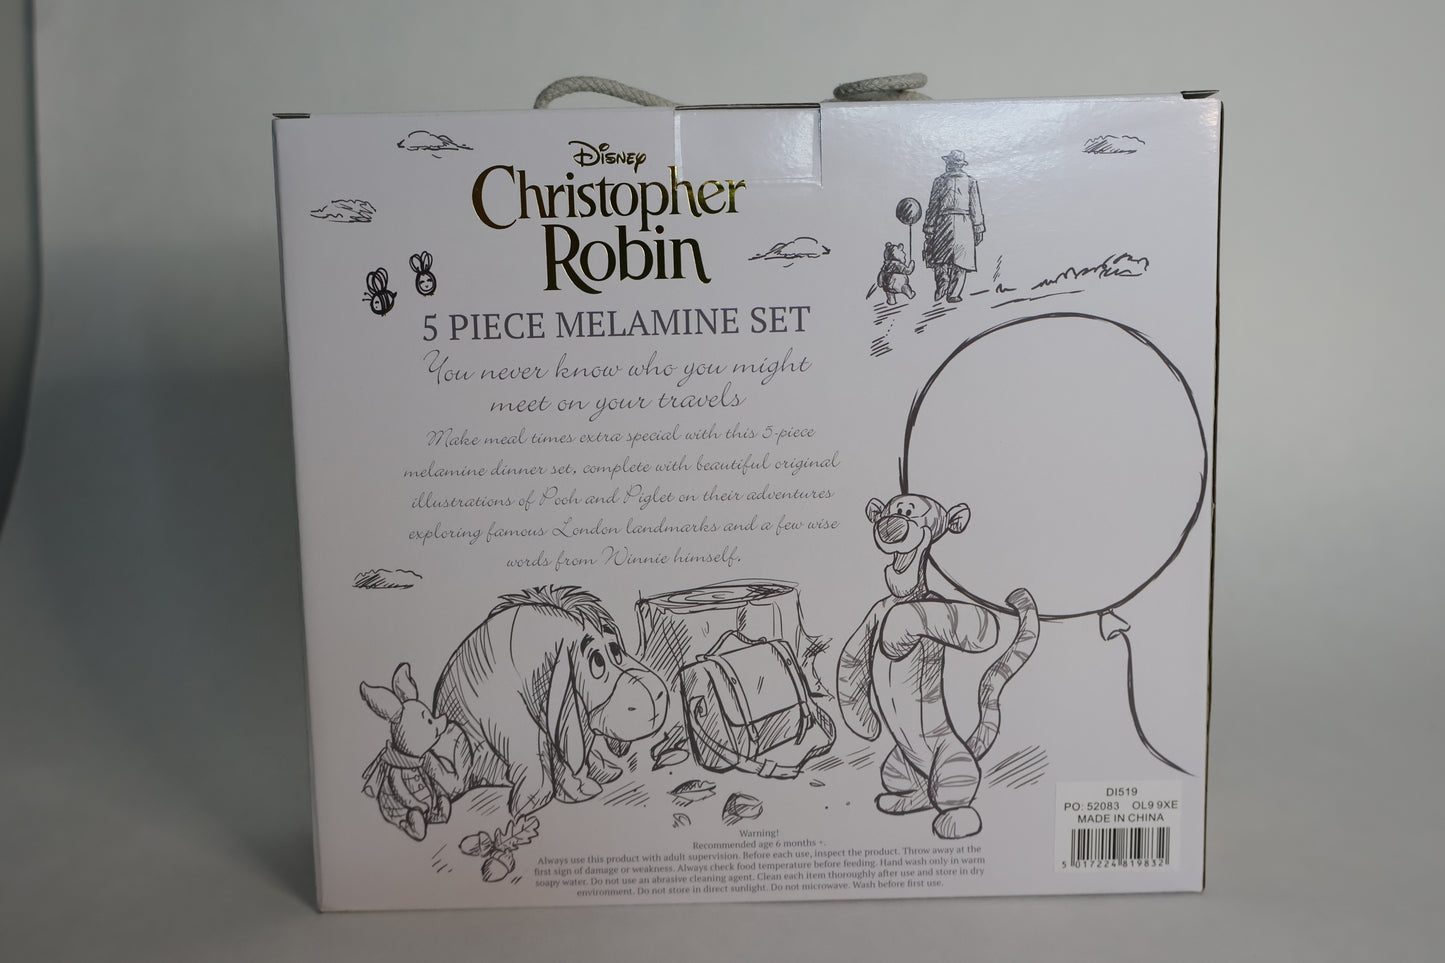 Disney
Christopher
Robin
5 PIECE MELAMINE SET
You never know who you might
meet on your travels
Make meal times extra special with this 5-piece
melamine dinner set, complete with beautiful original
illustrations of Pooh and Piglet on their adventures
exploring famous London landmarks and a few wise
words from Winnie himself.
Warning!
Recommended age 6 months +.
Always use this product with adult supervision. Before each use, inspect the product. Throw away at the
first sign of damage or weakness. Always check food temperature before feeding. Hand wash only in warm
soapy water. Do not use an abrasive cleaning agent. Clean each item thoroughly after use and store in dry
environment. Do not store in direct sunlight. Do not microwave. Wash before first use.
DI519
PO: 52083 OL9 9XE
MADE IN CHINA
5 017224 819832